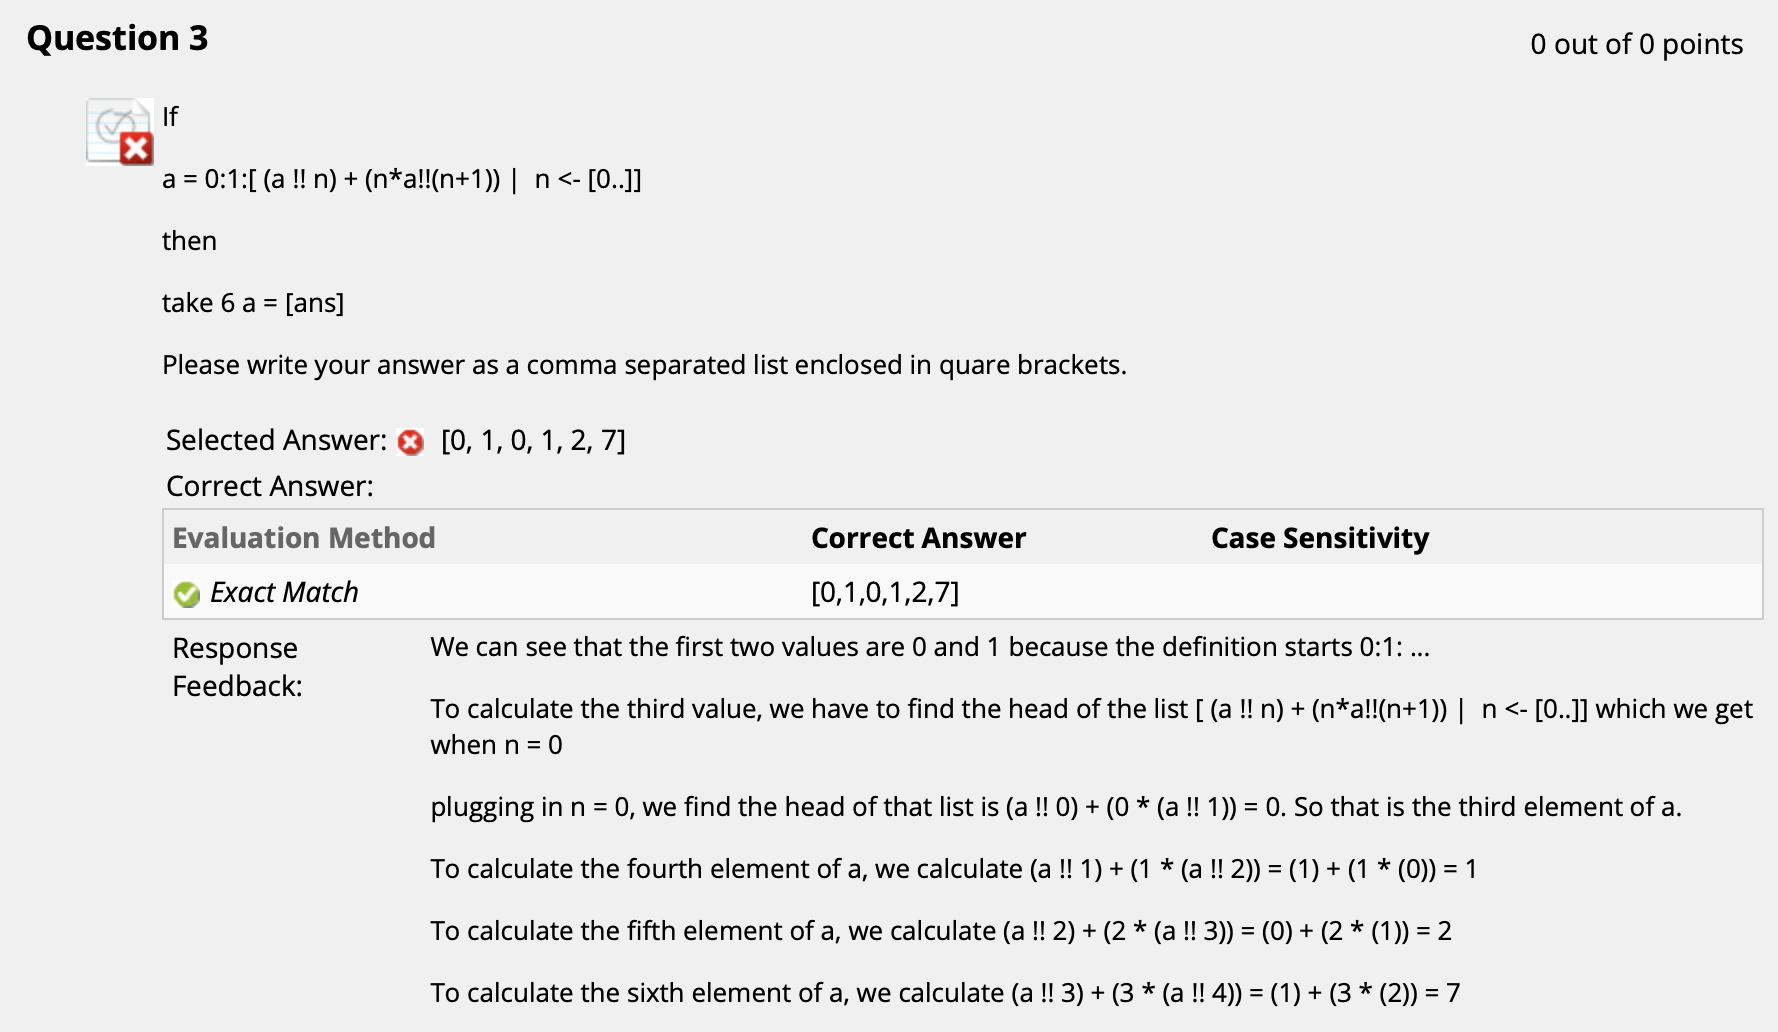 Question 3
0 out of 0 points
If
a = 0:1:[ (a !! n) + (n*a!!(n+1)) |  n <- [0..]]
then
take 6 a = [ans]
Please write your answer as a comma separated list enclosed in quare brackets.
Selected Answer: [0, 1, 0, 1, 2, 7]
Correct Answer:
Evaluation Method Correct Answer Case Sensitivity
Exact Match [0,1,0,1,2,7]
Response Feedback:
We can see that the first two values are 0 and 1 because the definition starts 0:1: ...
To calculate the third value, we have to find the head of the list [ (a !! n) + (n*a!!(n+1)) |  n <- [0..]] which we get
when n = 0
plugging in n = 0, we find the head of that list is (a !! 0) + (0 * (a !! 1)) = 0. So that is the third element of a.
To calculate the fourth element of a, we calculate (a !! 1) + (1 * (a !! 2)) = (1) + (1 * (0)) = 1
To calculate the fifth element of a, we calculate (a !! 2) + (2 * (a !! 3)) = (0) + (2 * (1)) = 2
To calculate the sixth element of a, we calculate (a !! 3) + (3 * (a !! 4)) = (1) + (3 * (2)) = 7